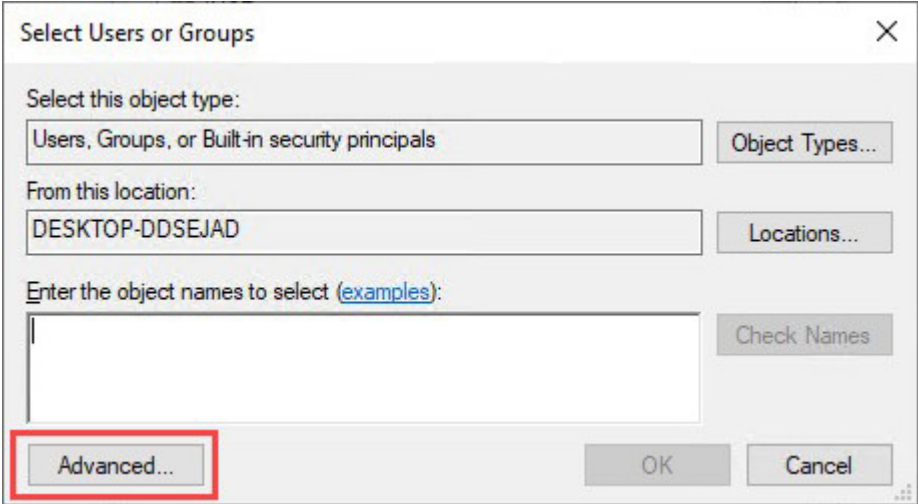 Select Users or Groups
Select this object type:
Users, Groups, or Built-in security principals
Object Types...
From this location:
DESKTOP-DDSEJAD
Locations...
Enter the object names to select (examples):
Check Names
Advanced...
OK
Cancel